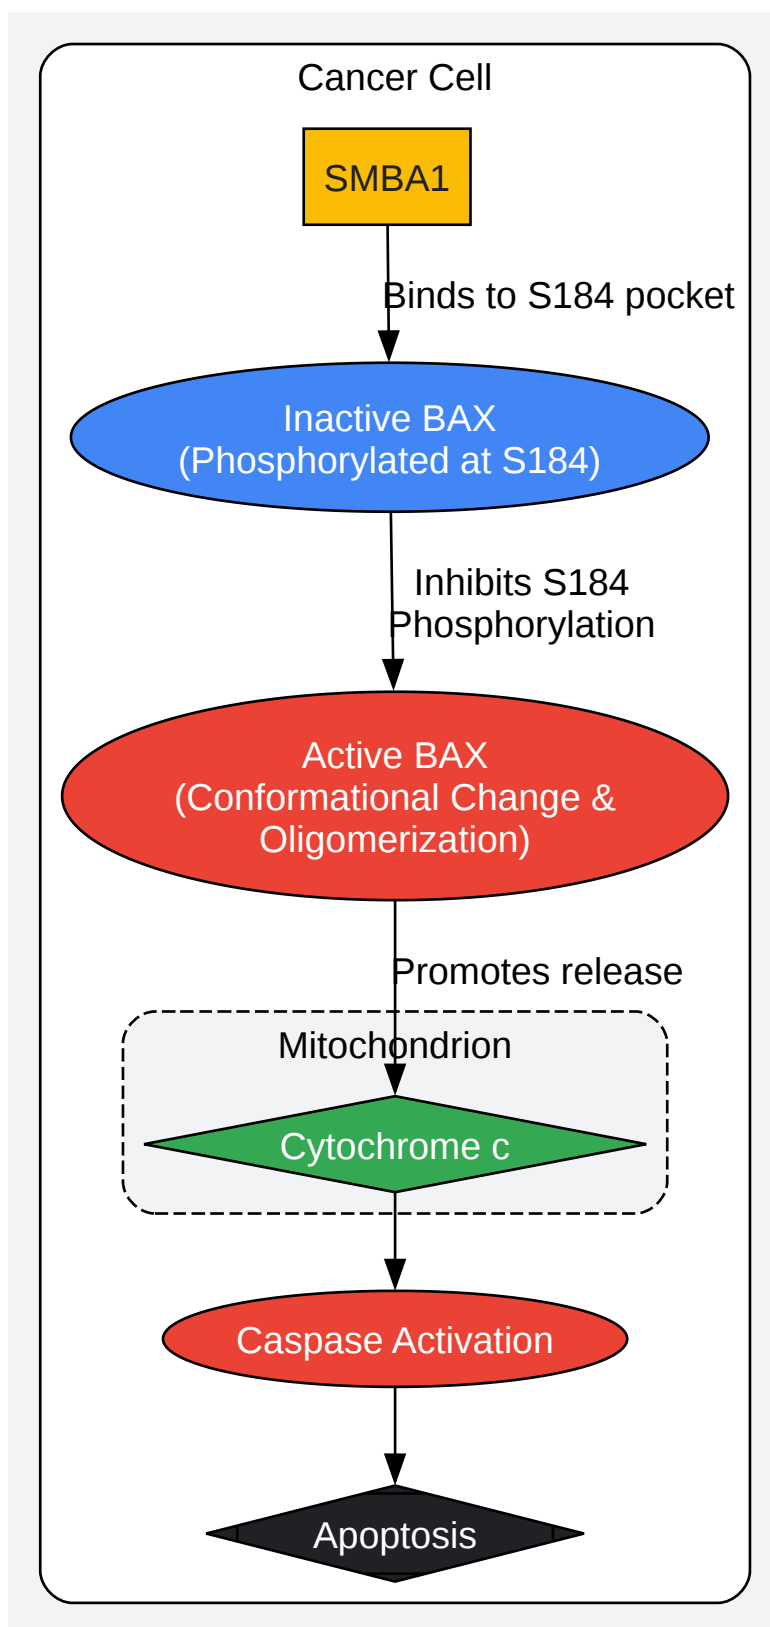 Cancer Cell
SMBA1
Binds to S184 pocket
Inactive BAX
(Phosphorylated at S184)
Inhibits S184
Phosphorylation
Active BAX
(Conformational Change &
Oligomerization)
Promotes release
Mitochondrion
Cytochrome c
Caspase Activation
Apoptosis